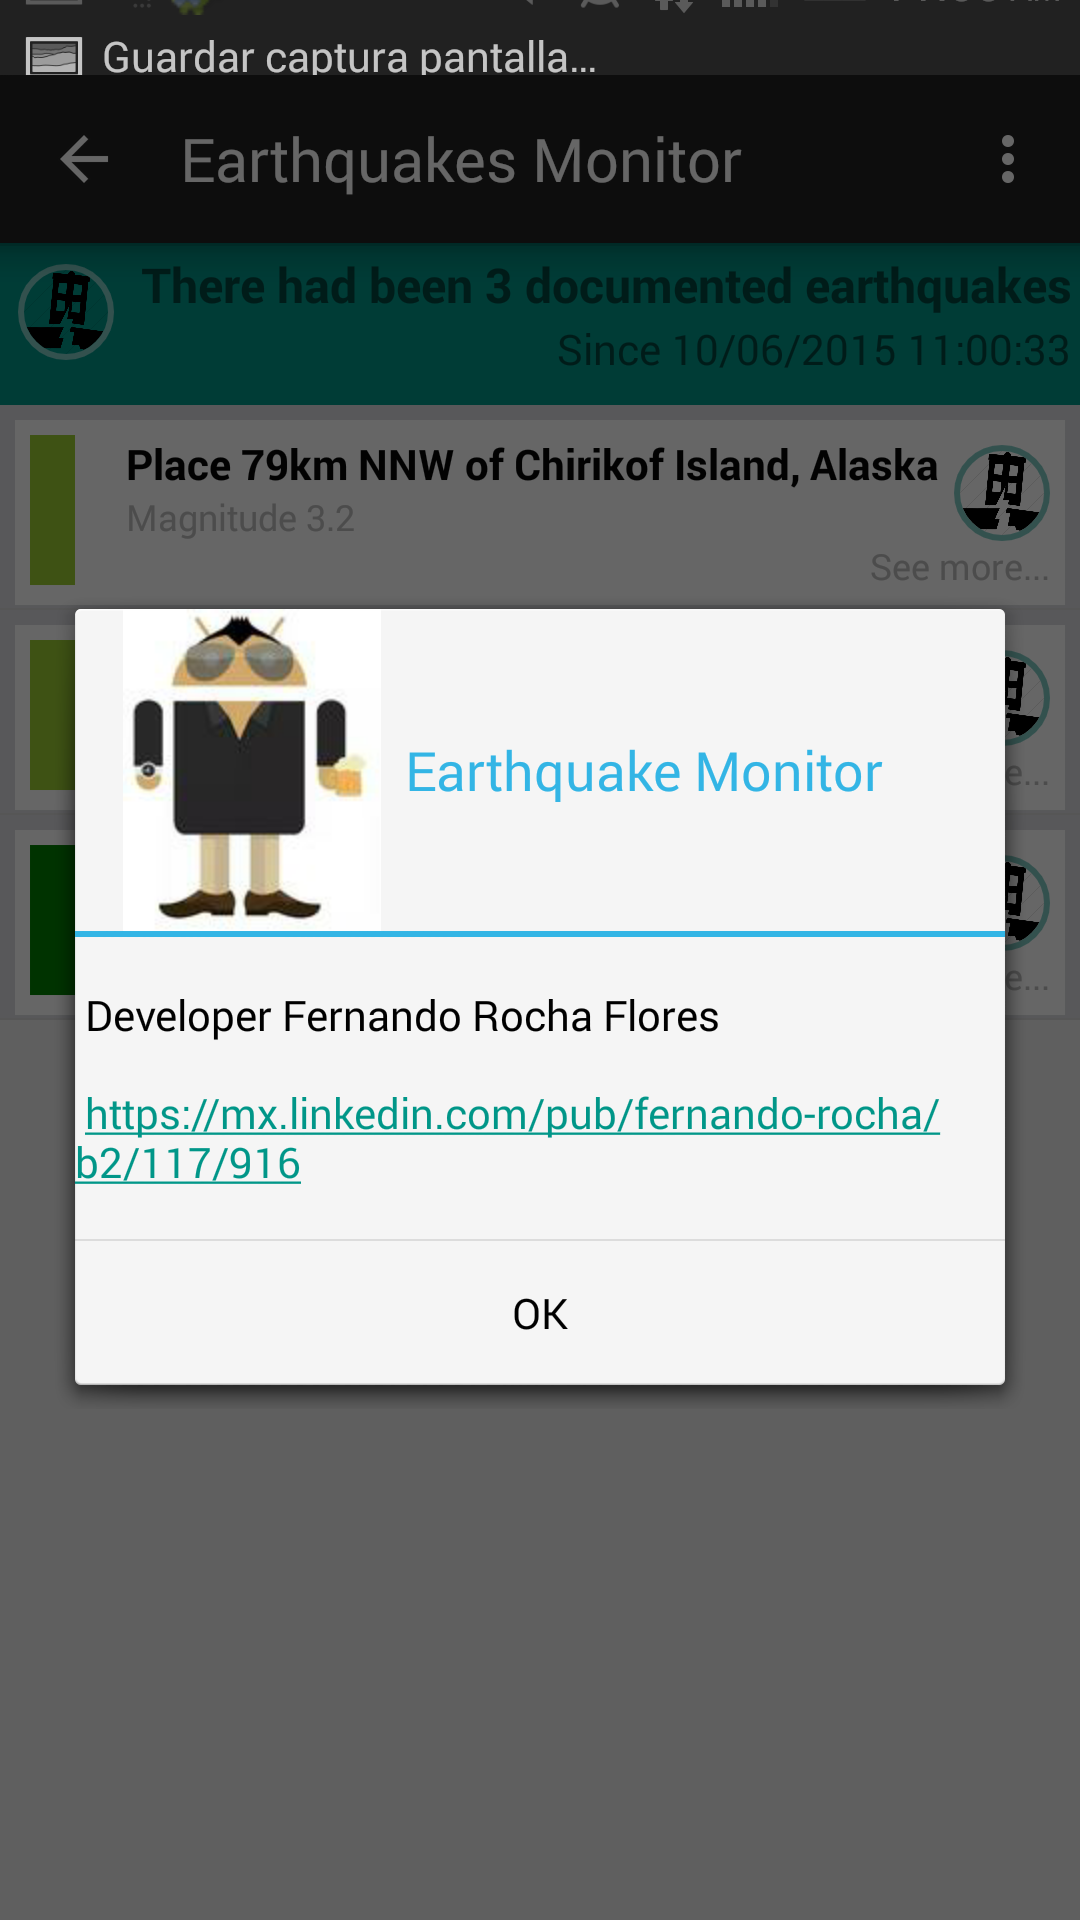 Guardar captura pantalla...
Earthquakes Monitor
There had been 3 documented earthquakes
Since 10/06/2015 11:00:33
Place 79km NNW of Chirikof Island, Alaska
Magnitude 3.2
See more...
e...
Earthquake Monitor
e...
Developer Fernando Rocha Flores
https://mx.linkedin.com/pub/fernando-rocha/
b2/117/916
OK